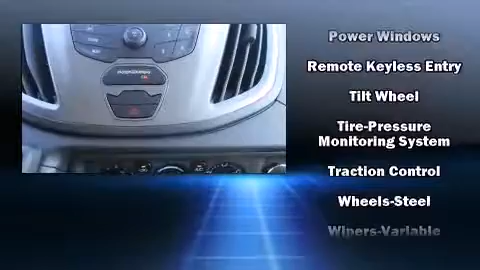 Power Windows
Remote Keyless Entry
Tilt Wheel
Tire-Pressure
Monitoring System
Traction Control
Wheels-Steel
Wipers-Variable